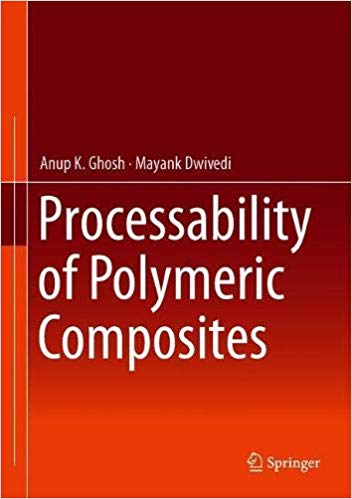 Anup K. Ghosh · Mayank Dwivedi
Processability
of Polymeric
Composites
Springer